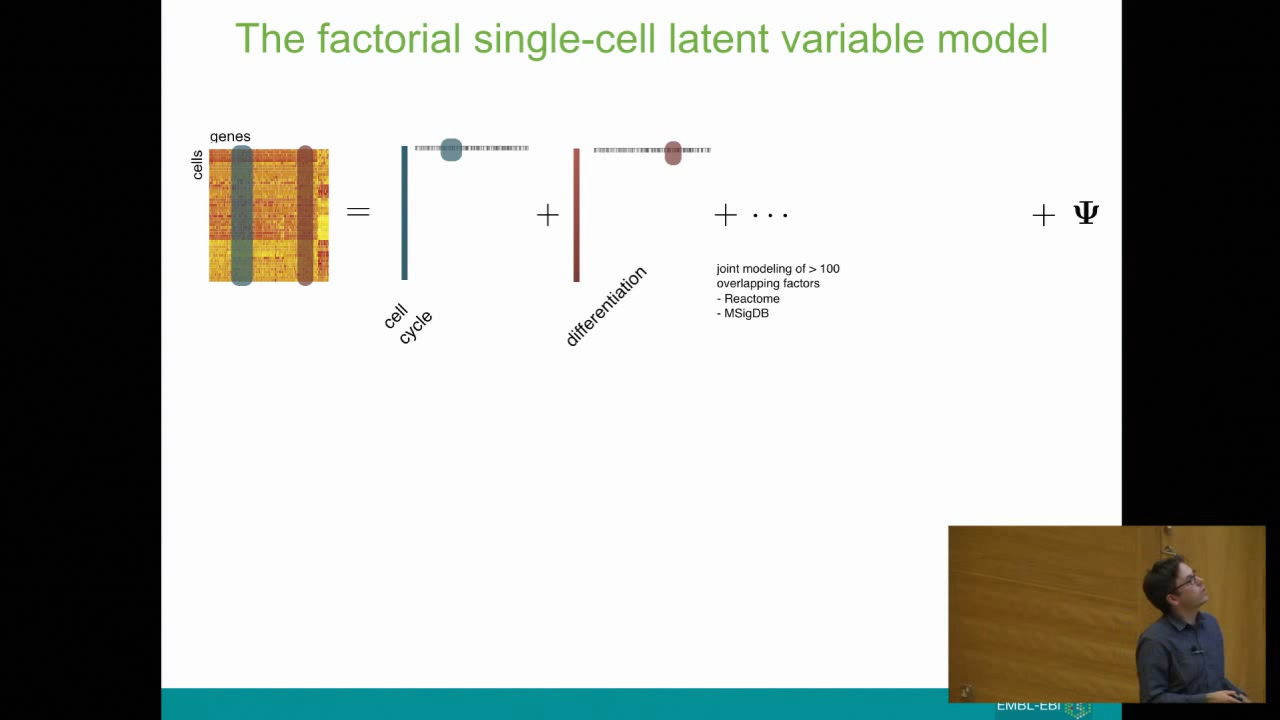 The factorial single-cell latent variable model
genes
cells
=
+
+ ...
+ Ψ
cell
cycle
differentiation
joint modeling of > 100
overlapping factors
- Reactome
- MSigDB
EMBL-EBI